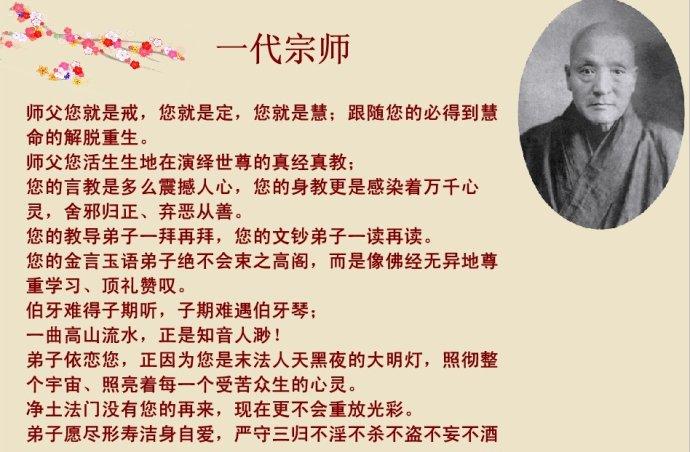 一代宗师
师父您就是戒，您就是定，您就是慧；跟随您的必得到慧
命的解脱重生。
师父您活生生地在演绎世尊的真经真教；
您的言教是多么震撼人心，您的身教更是感染着万千心
灵，舍邪归正、弃恶从善。
您的教导弟子一拜再拜，您的文钞弟子一读再读。
您的金言玉语弟子绝不会束之高阁，而是像佛经无异地尊
重学习、顶礼赞叹。
伯牙难得子期听，子期难遇伯牙琴；
一曲高山流水，正是知音人渺！
弟子依恋您，正因为您是末法人天黑夜的大明灯，照彻整
个宇宙、照亮着每一个受苦众生的心灵。
净土法门没有您的再来，现在更不会重放光彩。
弟子愿尽形寿洁身自爱，严守三归不淫不杀不盗不妄不酒